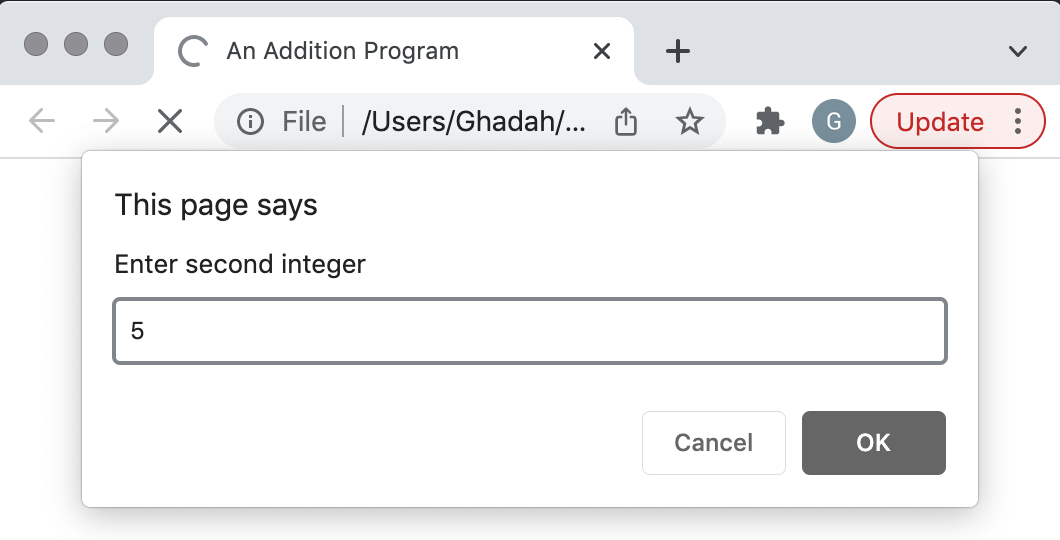 An Addition Program
File /Users/Ghadah/... G Update
This page says
Enter second integer
5
Cancel OK